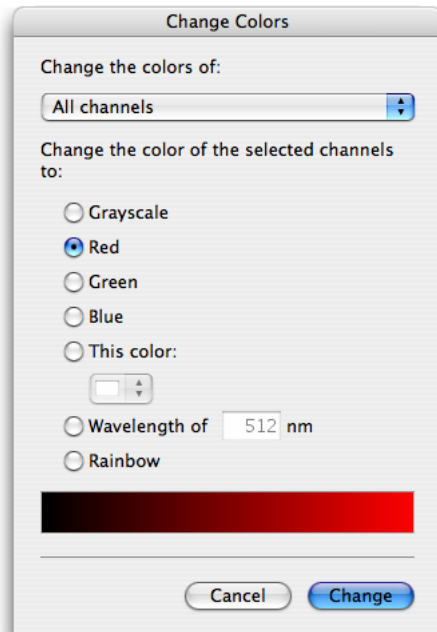 Change Colors
Change the colors of:
All channels
Change the color of the selected channels
to:
Grayscale
Red
Green
Blue
This color:
Wavelength of 512 nm
Rainbow
Cancel Change